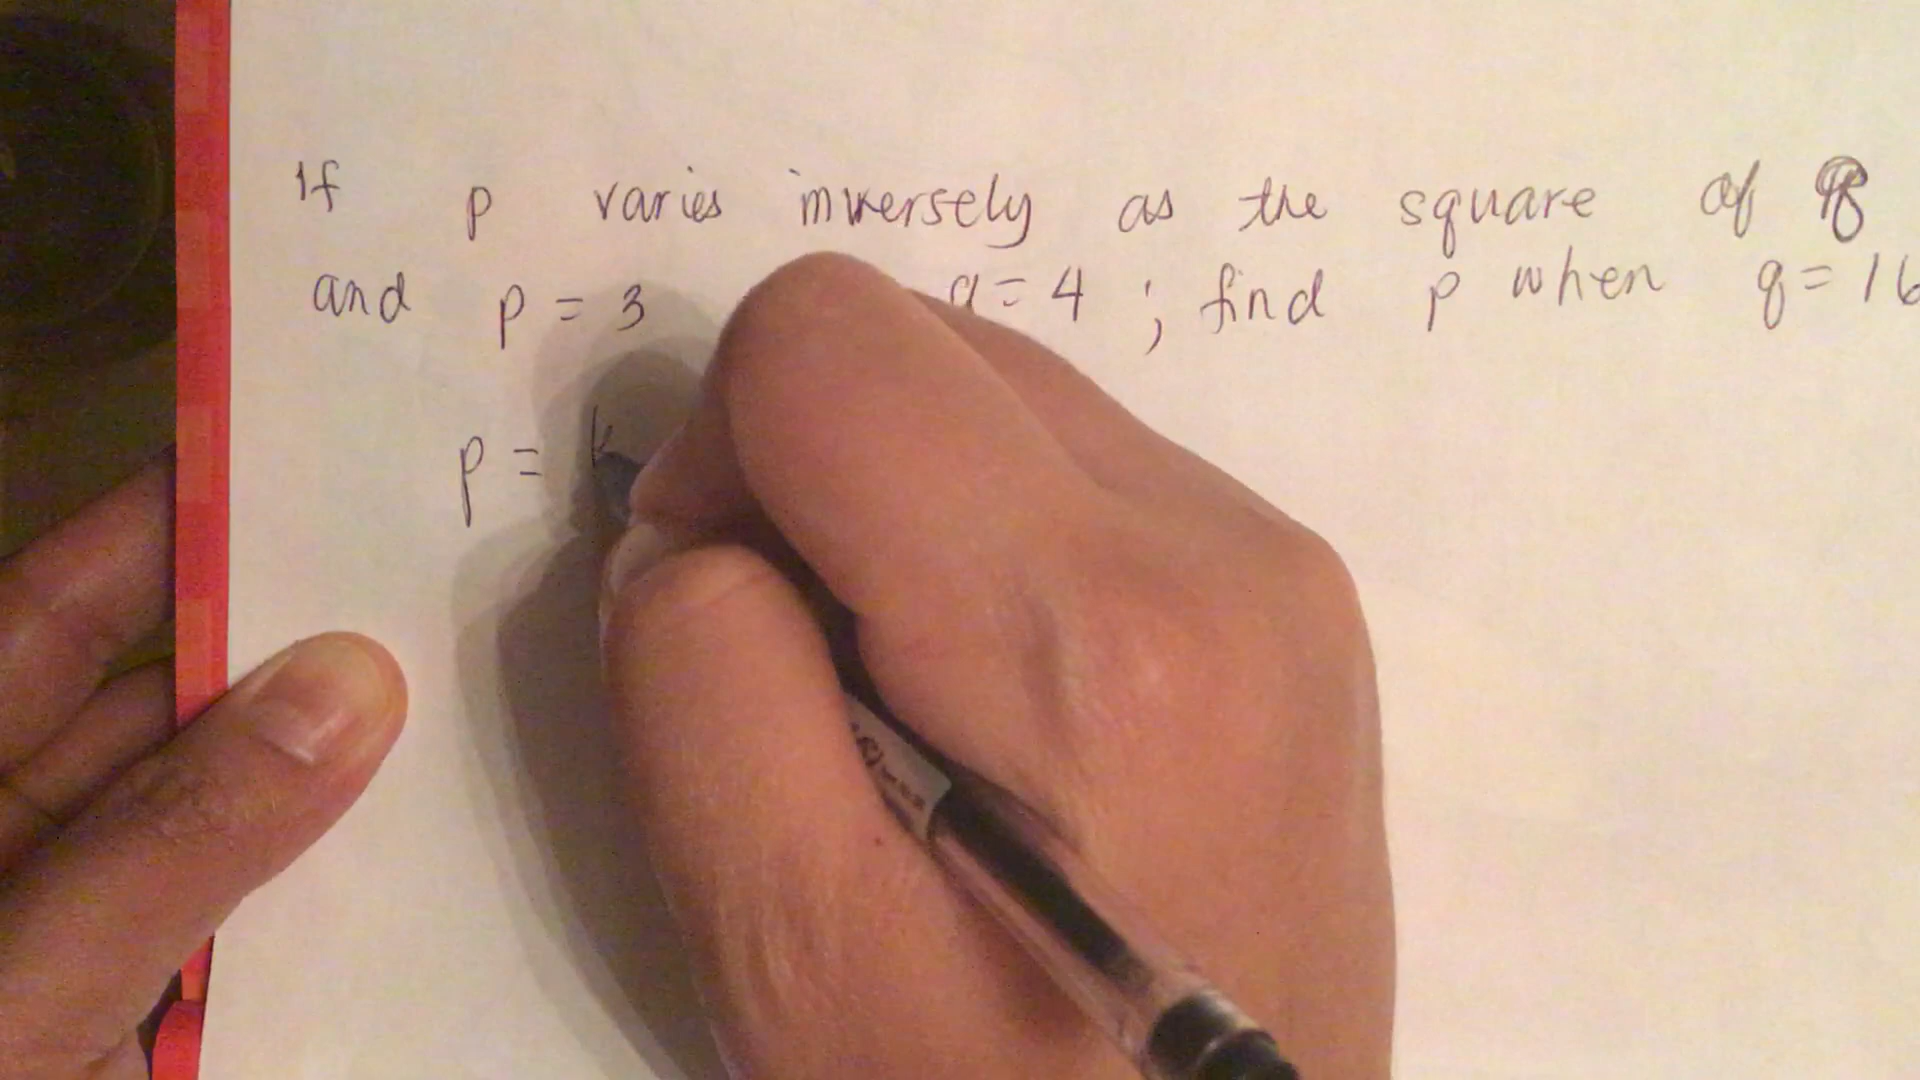 If p varies inversely as the square of q
and p = 3 q = 4 ; find p when q = 16
p = k